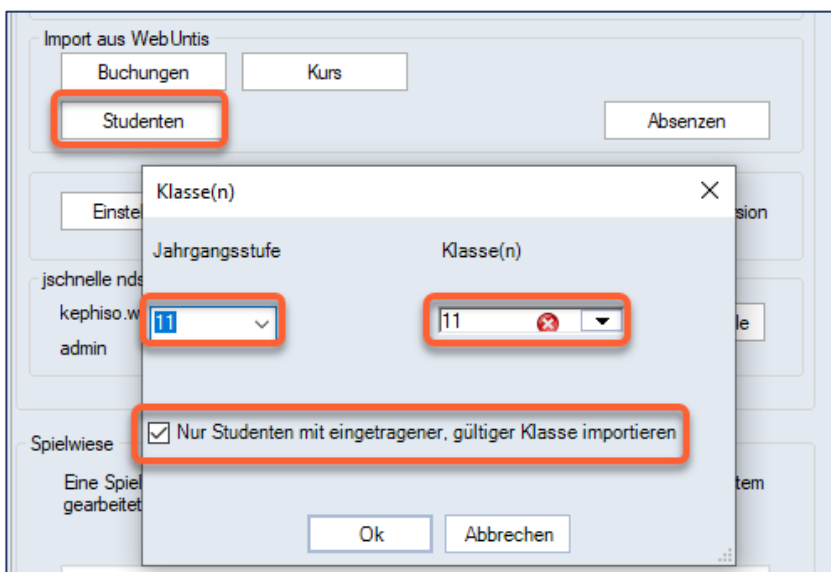 Import aus WebUntis
Buchungen Kurs
Studenten Absenzen
Klasse(n)
Jahrgangsstufe Klasse(n)
11 11
Nur Studenten mit eingetragener, gültiger Klasse importieren
Ok Abbrechen
Einstel sion
jschnelle nds
kephiso.w le
admin
Spielwiese
Eine Spiel tem
gearbeitet